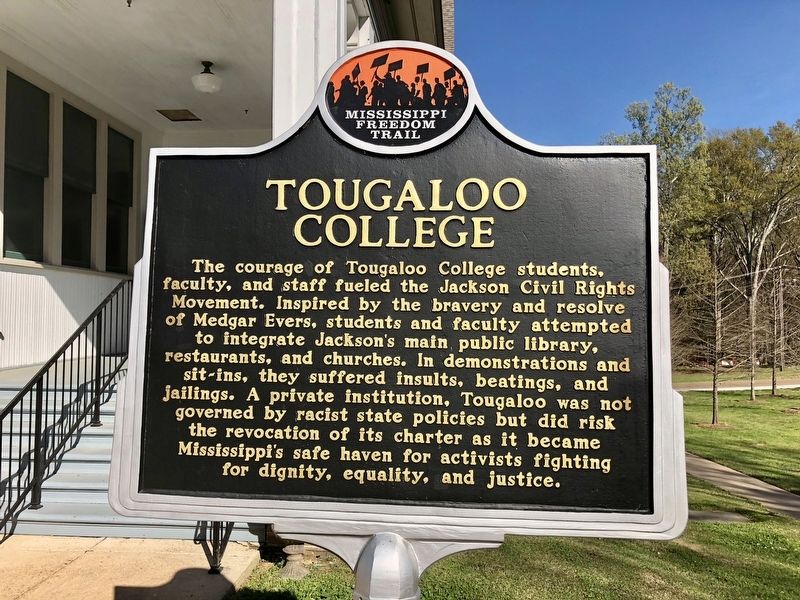 MISSISSIPPI
FREEDOM
TRAIL
TOUGALOO
COLLEGE
The courage of Tougaloo College students,
faculty, and staff fueled the Jackson Civil Rights
Movement. Inspired by the bravery and resolve
of Medgar Evers, students and faculty attempted
to integrate Jackson's main public library,
restaurants, and churches. In demonstrations and
sit-ins, they suffered insults, beatings, and
jailings. A private institution, Tougaloo was not
governed by racist state policies but did risk
the revocation of its charter as it became
Mississippi's safe haven for activists fighting
for dignity, equality, and justice.